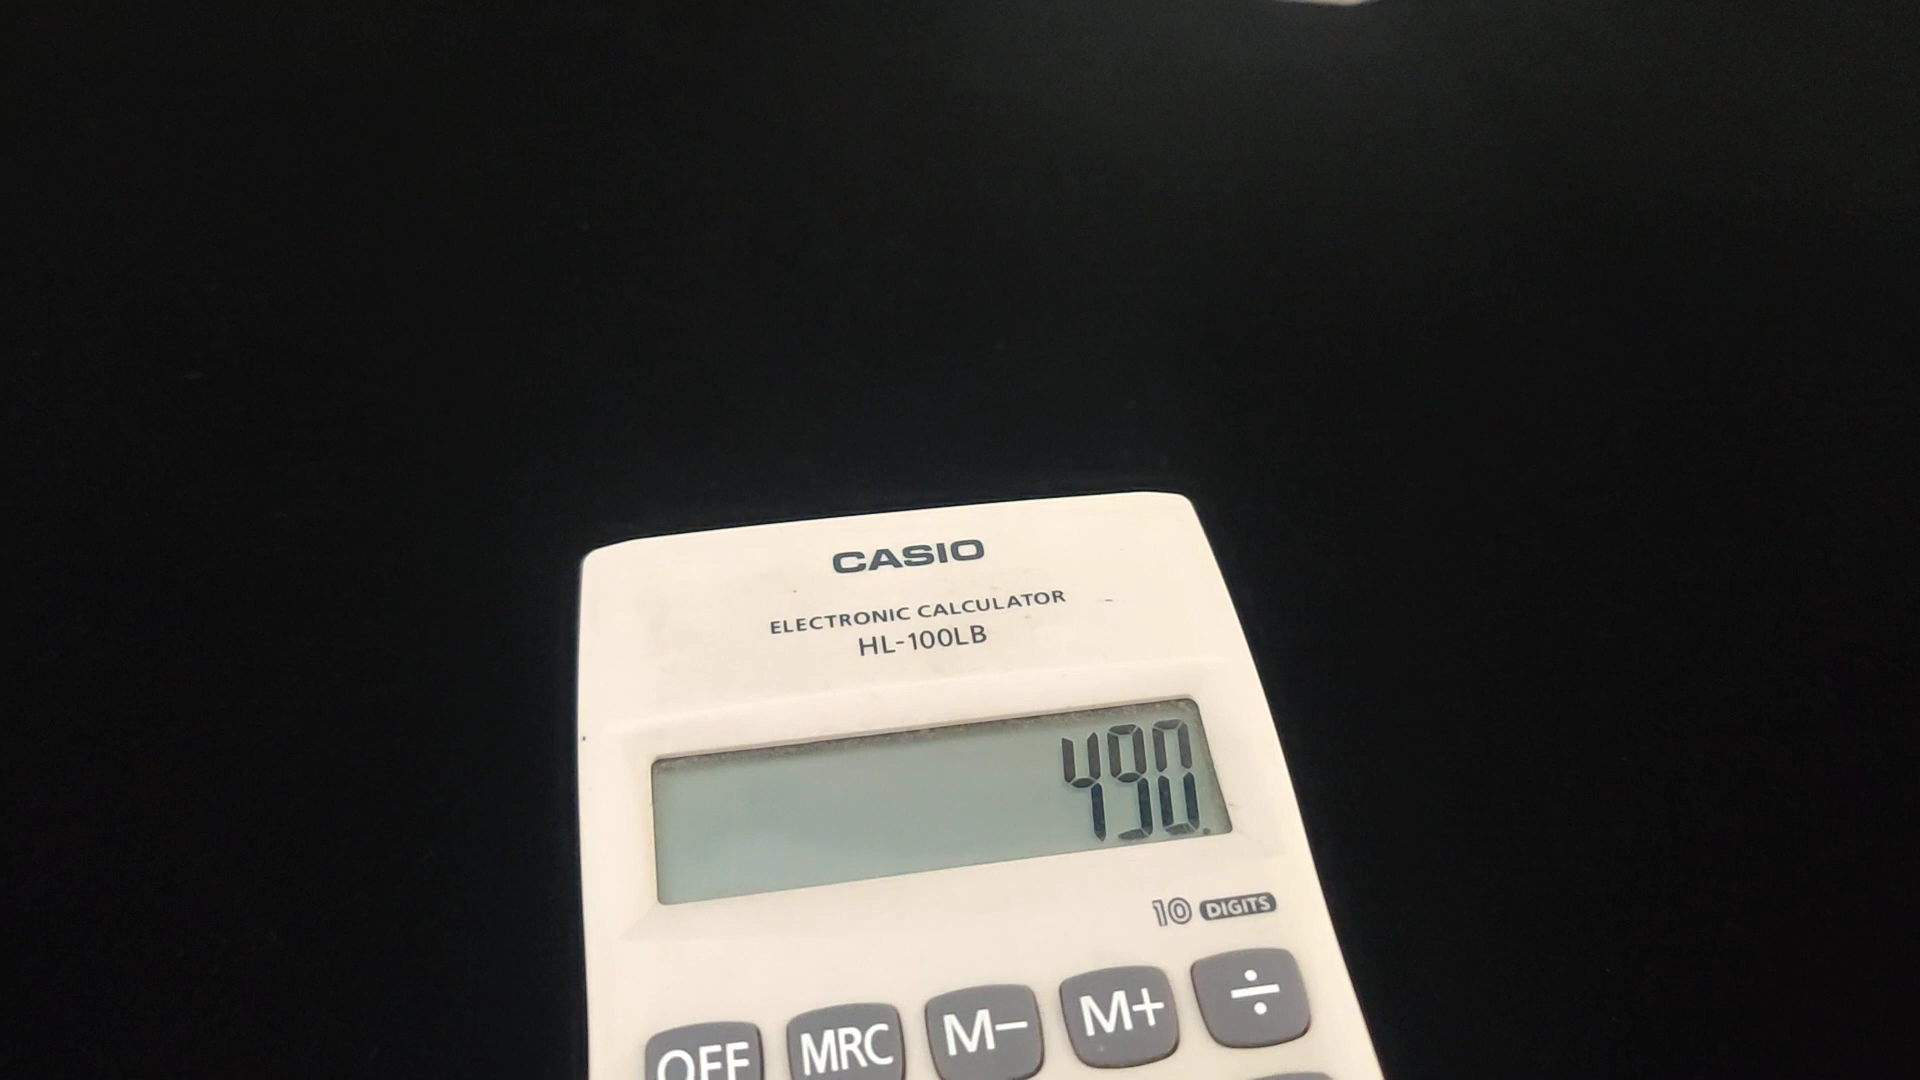 CASIO
ELECTRONIC CALCULATOR
HL-100LB
490.
10 DIGITS
OFF MRC M− M+ ÷